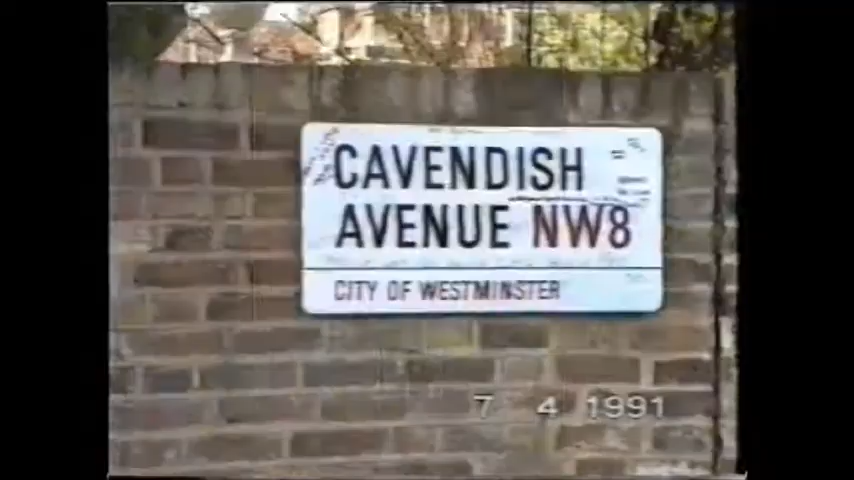 CAVENDISH
AVENUE NW8
CITY OF WESTMINSTER
7 4 1991